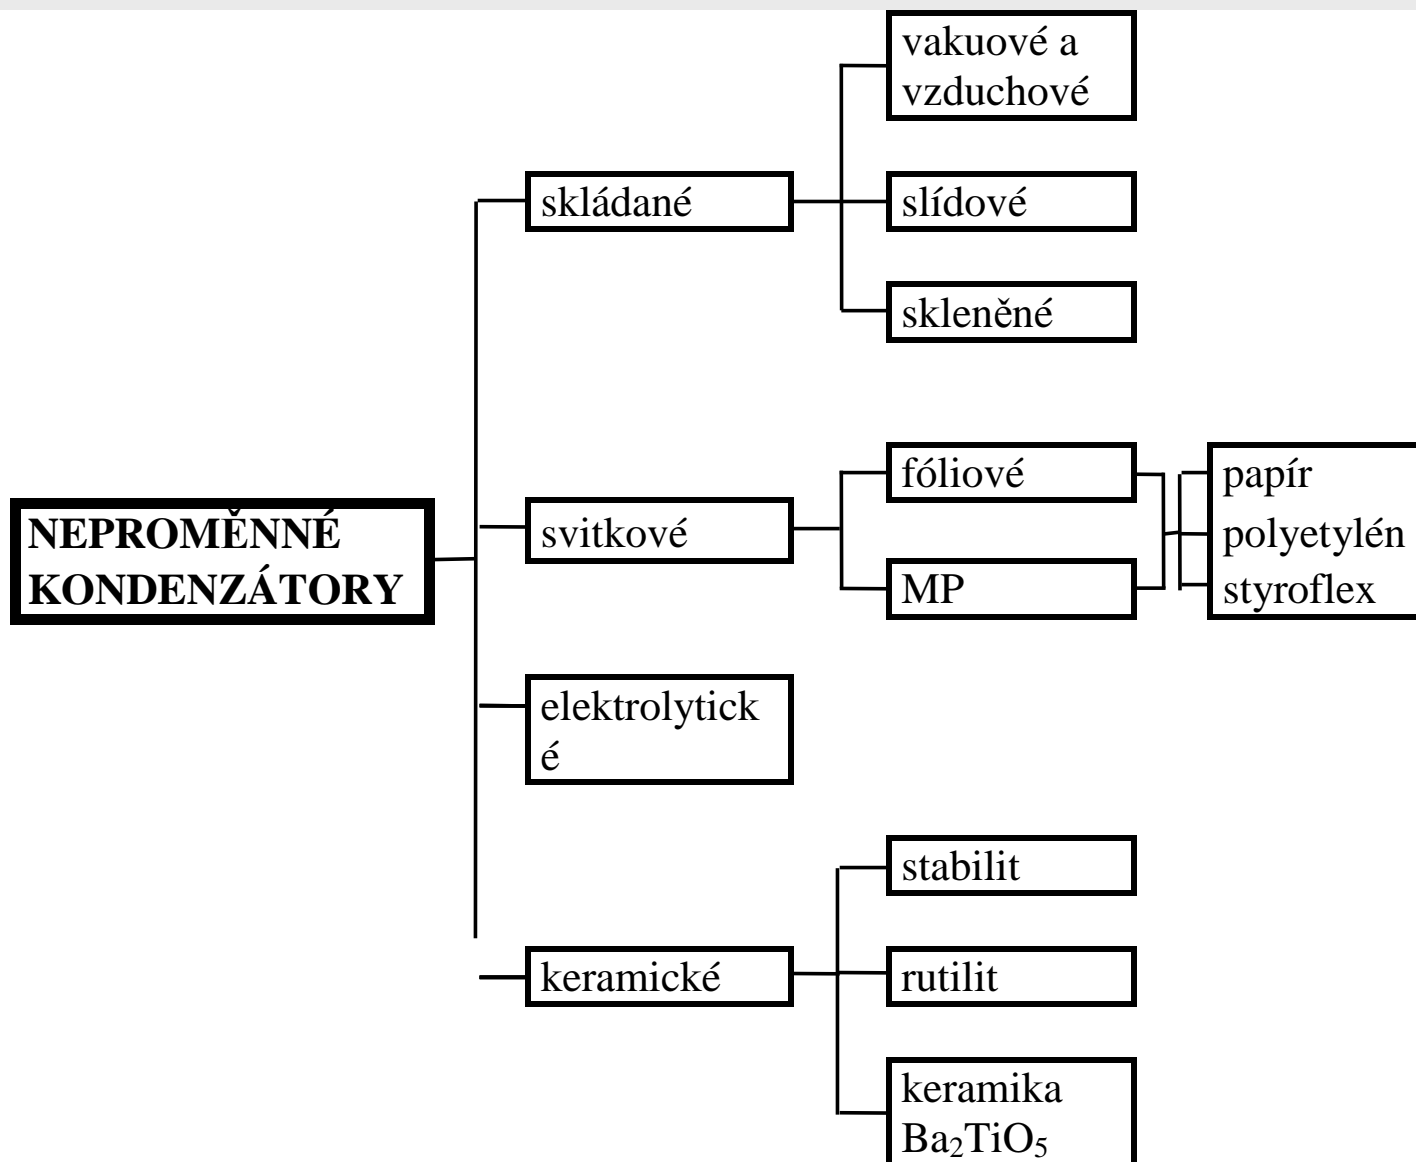 vakuové a
vzduchové
skládané
slídové
skleněné
fóliové
papír
NEPROMĚNNÉ
KONDENZÁTORY
svitkové
polyetylén
MP
styroflex
elektrolytick
é
stabilit
keramické
rutilit
keramika
Ba₂TiO₅